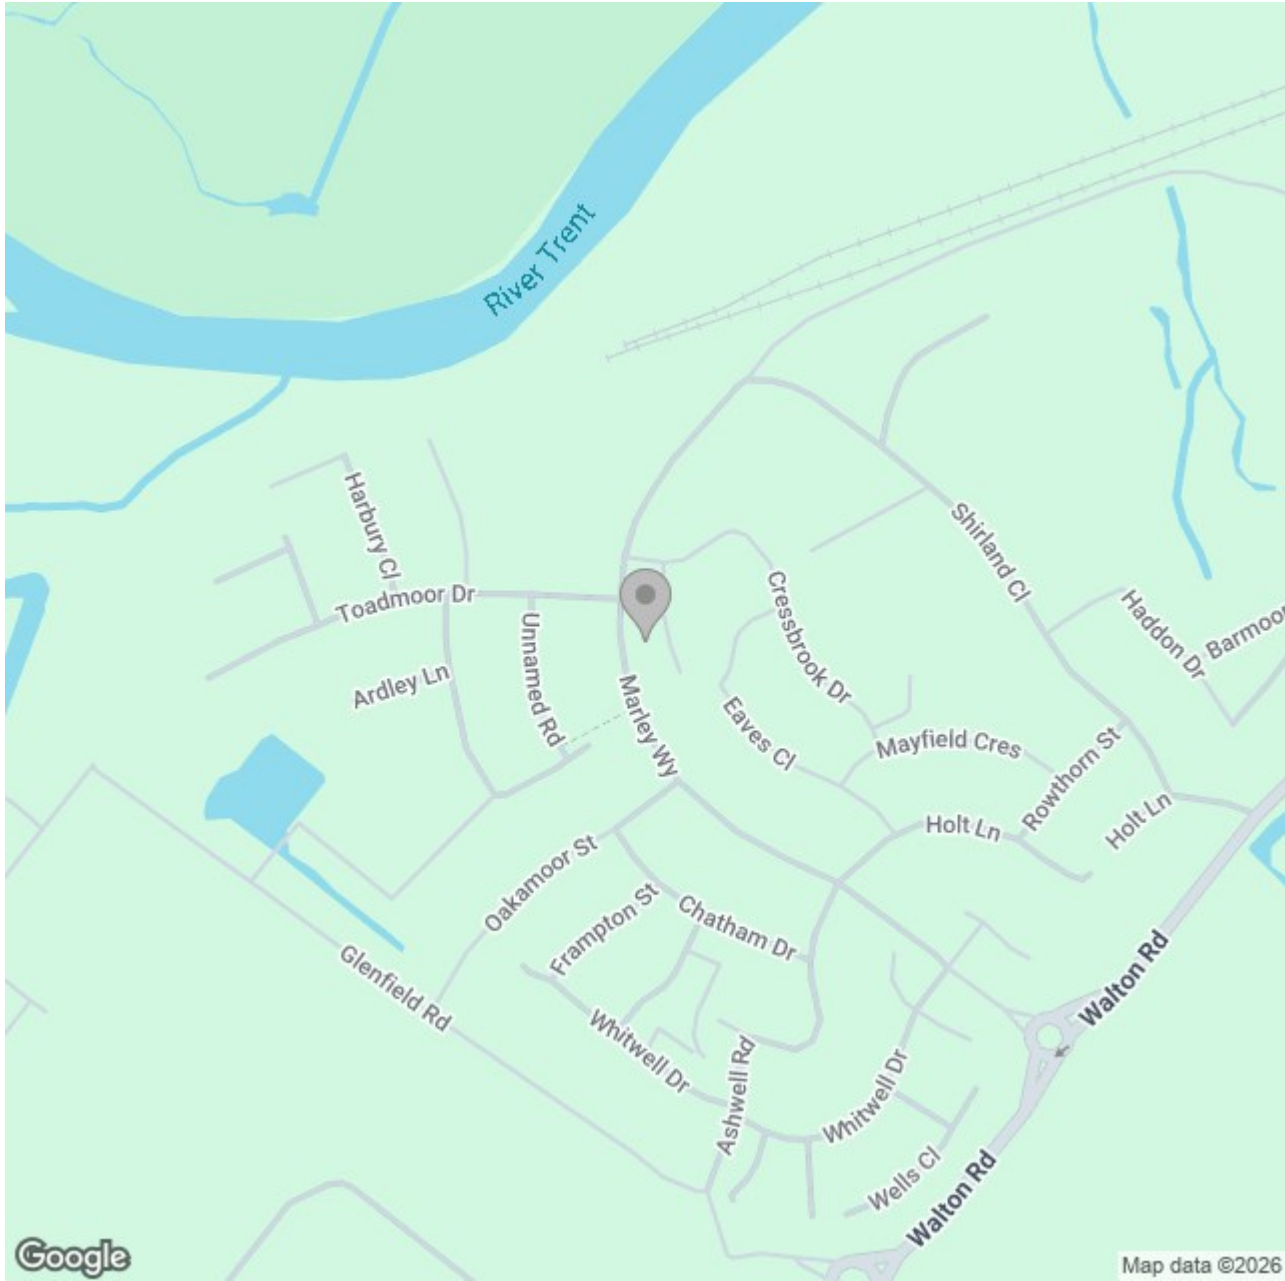 River Trent
Harbury Cl
Shirland Cl
Toadmoor Dr
Cressbrook Dr
Haddon Dr
Barmoor
Unnamed Rd
Ardley Ln
Marley Wy
Eaves Cl
Mayfield Cres
Rowthorn St
Holt Ln
Holt Ln
Oakamoor St
Frampton St
Chatham Dr
Glenfield Rd
Walton Rd
Whitwell Dr
Ashwell Rd
Whitwell Dr
Wells Cl
Walton Rd
Google
Map data ©2026